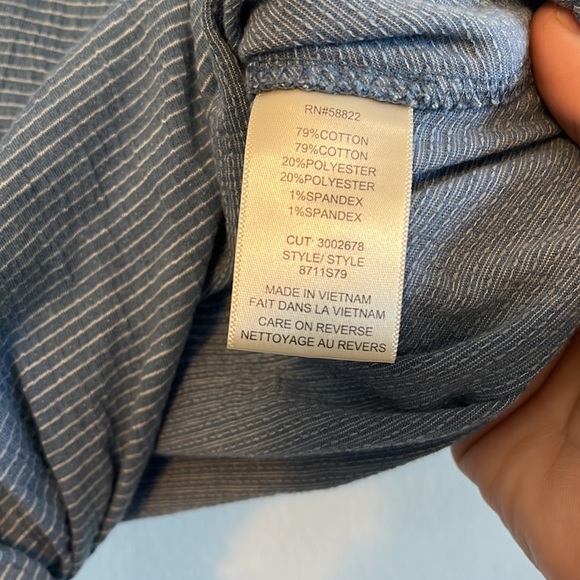 RN#58822
79%COTTON
79%COTTON
20%POLYESTER
20%POLYESTER
1%SPANDEX
1%SPANDEX
CUT 3002678
STYLE/ STYLE
8711S79
MADE IN VIETNAM
FAIT DANS LA VIETNAM
CARE ON REVERSE
NETTOYAGE AU REVERS